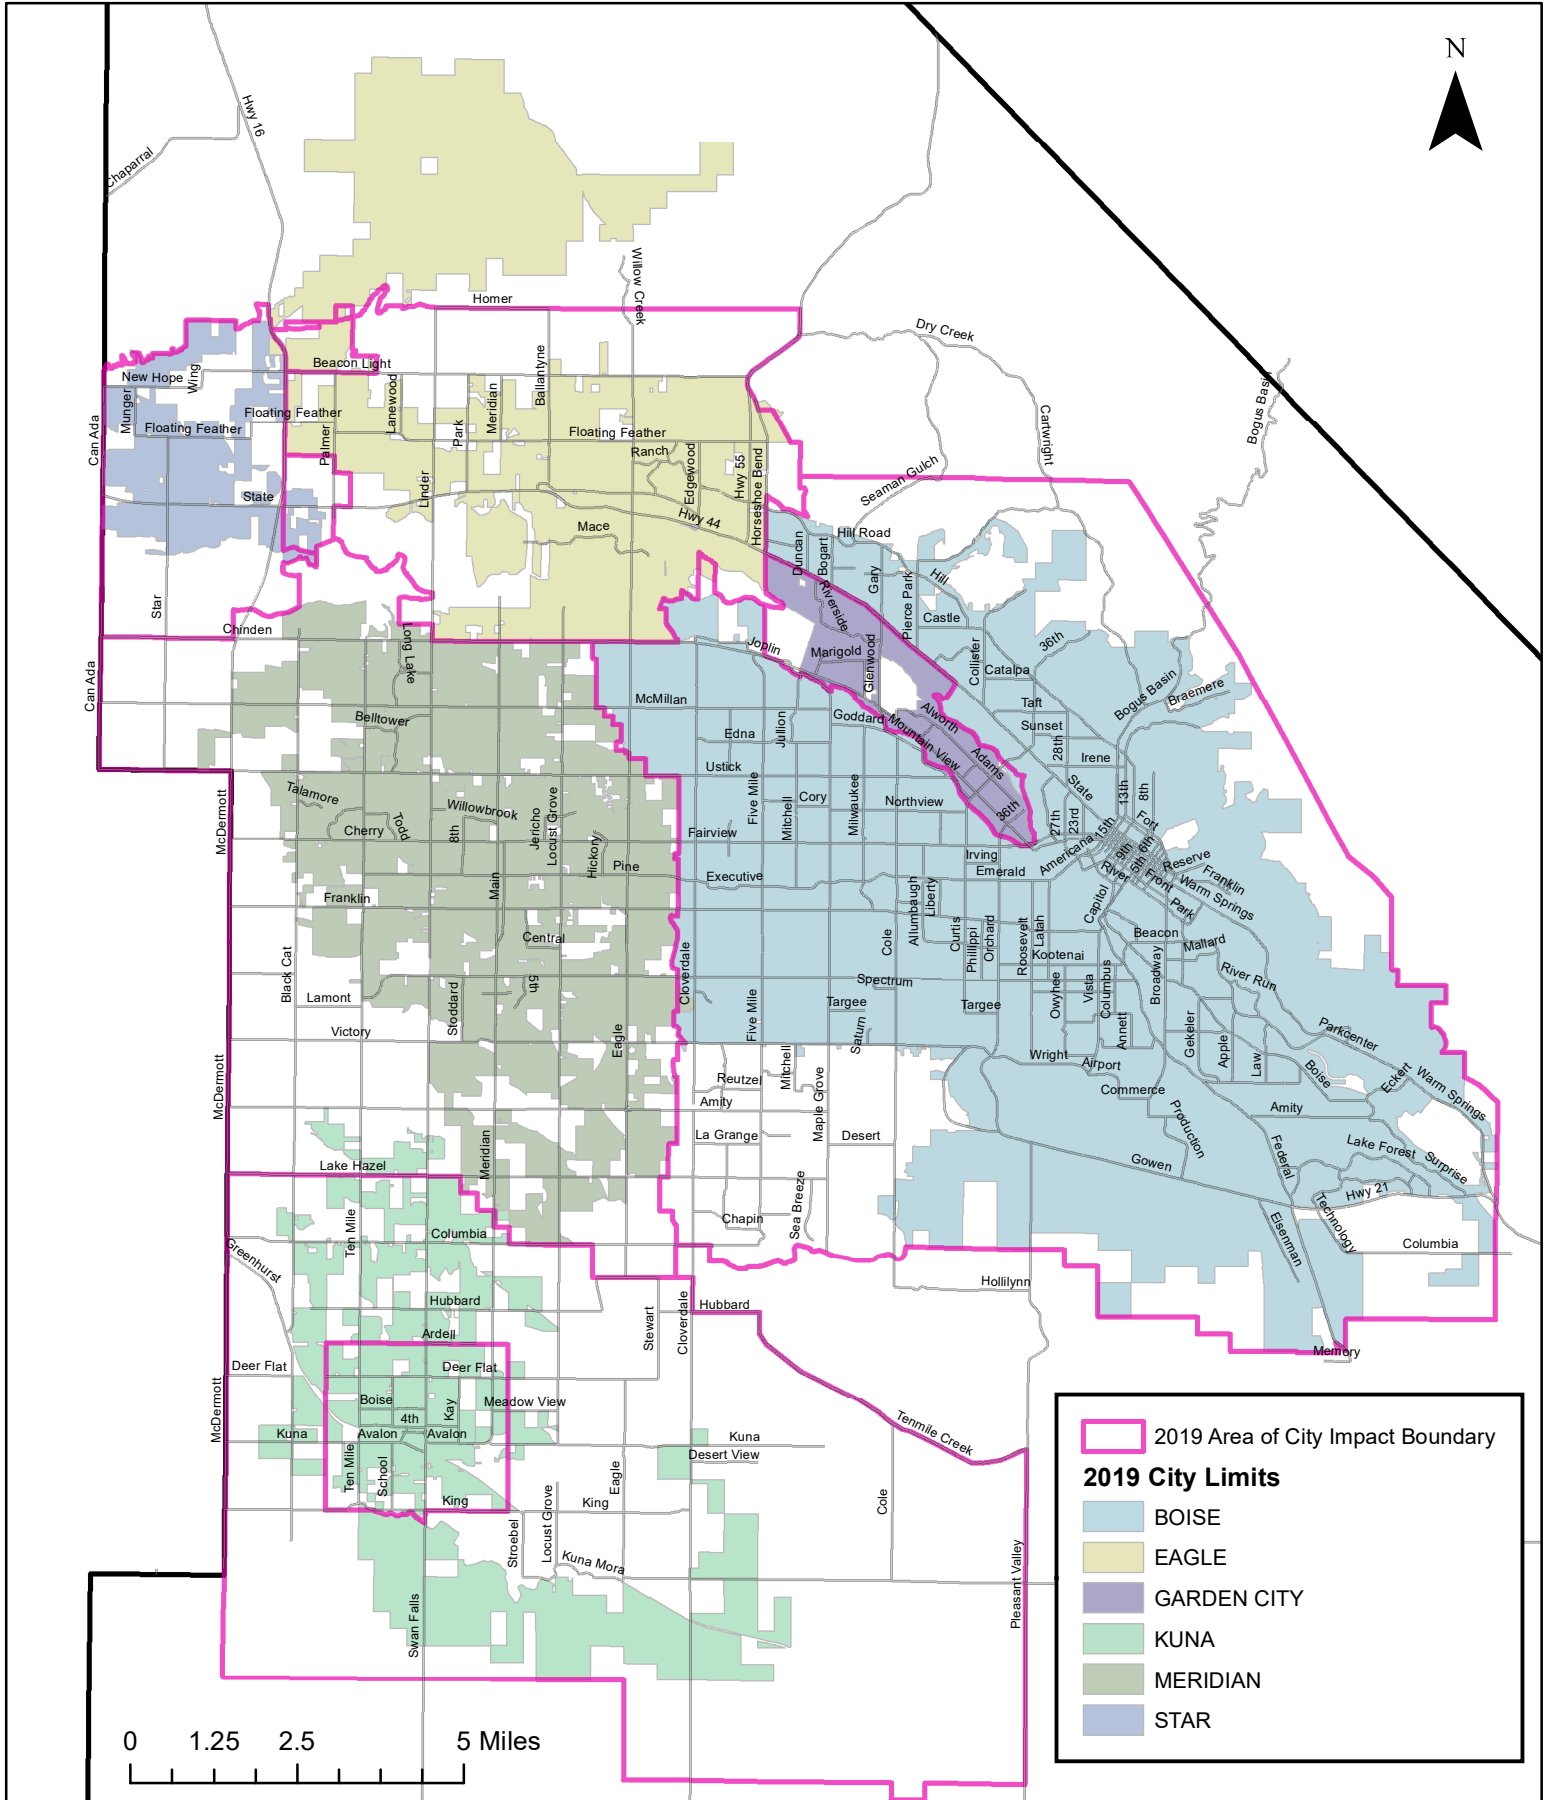 N
Hwy 16
Chaparral
Willow Creek
Homer
Dry Creek
Bogus Basin
Cartwright
Beacon Light
New Hope
Wing
Munger
Lanewood
Meridian
Ballantyne
Can Ada
Floating Feather
Floating Feather
Floating Feather
Palmer
Park
Ranch
Edgewood
Hwy 55
Horseshoe Bend
Seaman Gulch
State
Linder
Hwy 44
Mace
Hill Road
Duncan
Bogart
Gary
Pierce Park
Hill
Star
Riverside
Castle
Chinden
Long Lake
Joplin
Marigold
Glenwood
Collister
36th
Catalpa
Can Ada
McMillan
Bogus Basin
Braemere
Taft
Belltower
Jullion
Goddard
Alworth
Mountain View
Sunset
Edna
28th
Irene
Ustick
Adams
State
Talamore
Five Mile
Cory
Mitchell
Milwaukee
Northview
36th
13th
8th
McDermott
Willowbrook
Cherry
Todd
8th
Jericho
Locust Grove
27th
23rd
Fort
15th
Fairview
Hickory
Pine
Irving
Emerald
Americana
9th
6th
5th
Reserve
River
Front
Franklin
Warm Springs
Executive
Main
Franklin
Allumbaugh
Liberty
Capitol
Park
Central
Cole
Curtis
Phillippi
Orchard
Roosevelt
Latah
Beacon
Mallard
Kootenai
Black Cat
Cloverdale
5th
Spectrum
River Run
Lamont
Stoddard
Five Mile
Targee
Targee
Owyhee
Vista
Columbus
Broadway
Victory
Eagle
Saturn
Annett
Gekeler
Apple
Law
Parkcenter
McDermott
Wright
Airport
Boise
Eckert
Warm Springs
Reutzel
Mitchell
Commerce
Amity
Maple Grove
Amity
La Grange
Desert
Production
Lake Forest
Surprise
Federal
Lake Hazel
Meridian
Gowen
Hwy 21
Ten Mile
Sea Breeze
Chapin
Eisenman
Technology
Columbia
Columbia
Greenhurst
Hollilynn
Hubbard
Hubbard
Stewart
Cloverdale
Ardell
Memory
Deer Flat
Deer Flat
McDermott
Boise
Kay
Meadow View
4th
Avalon
Avalon
Kuna
Kuna
Tenmile Creek
Desert View
Ten Mile
School
Eagle
King
King
Cole
Locust Grove
Stroebel
Kuna Mora
Swan Falls
Pleasant Valley
2019 Area of City Impact Boundary
2019 City Limits
BOISE
EAGLE
GARDEN CITY
KUNA
MERIDIAN
STAR
0 1.25 2.5 5 Miles